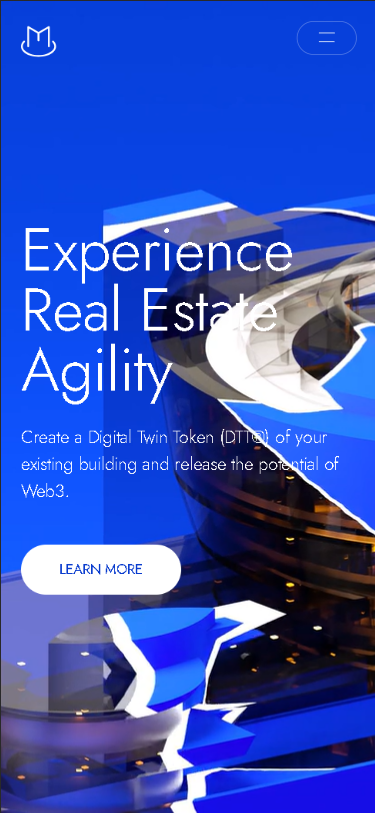 Experience
Real Estate
Agility
Create a Digital Twin Token (DTT©) of your
existing building and release the potential of
Web3.
LEARN MORE